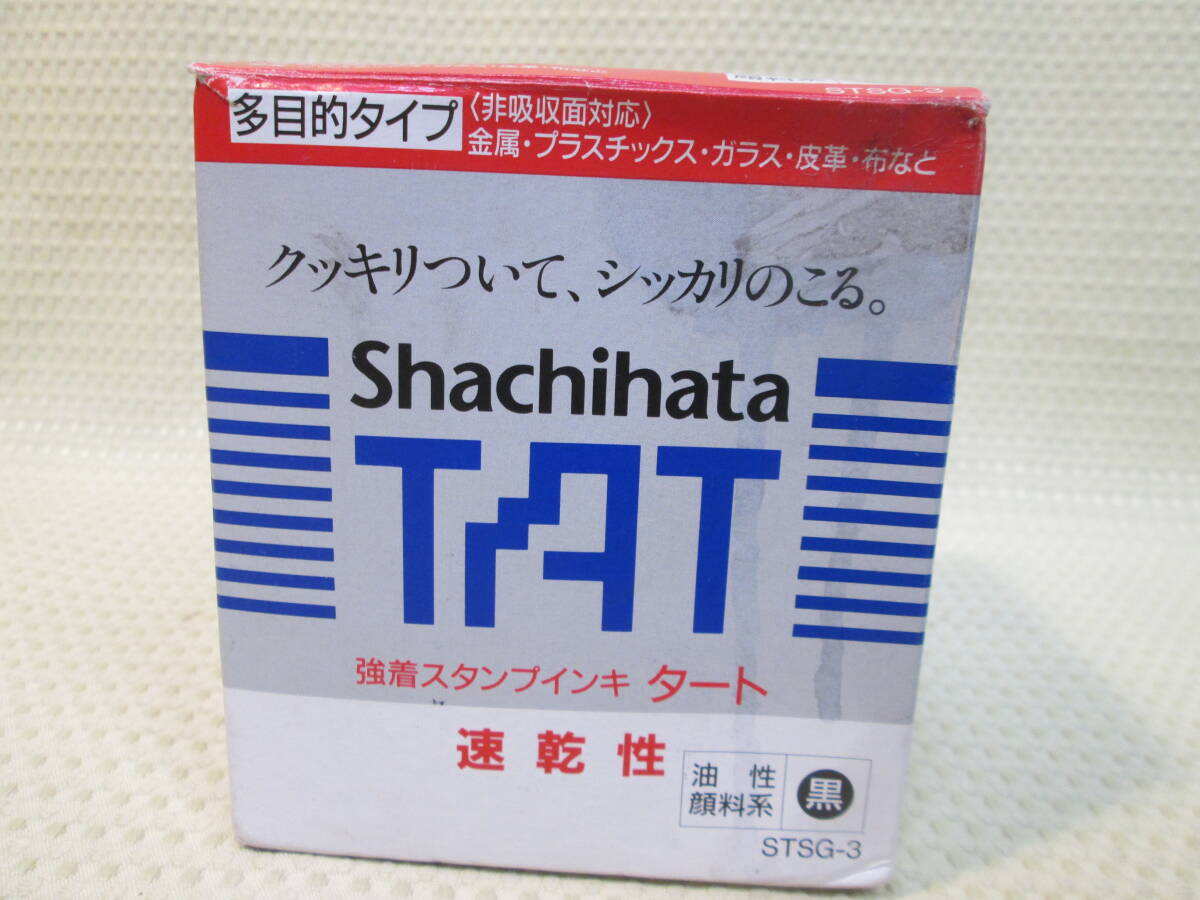 STSG-3
多目的タイプ
〈非吸収面対応〉
金属・プラスチックス・ガラス・皮革・布など
クッキリついて、シッカリのこる。
Shachihata
TAT
強着スタンプインキ タート
速乾性
油性
顔料系
黒
STSG-3